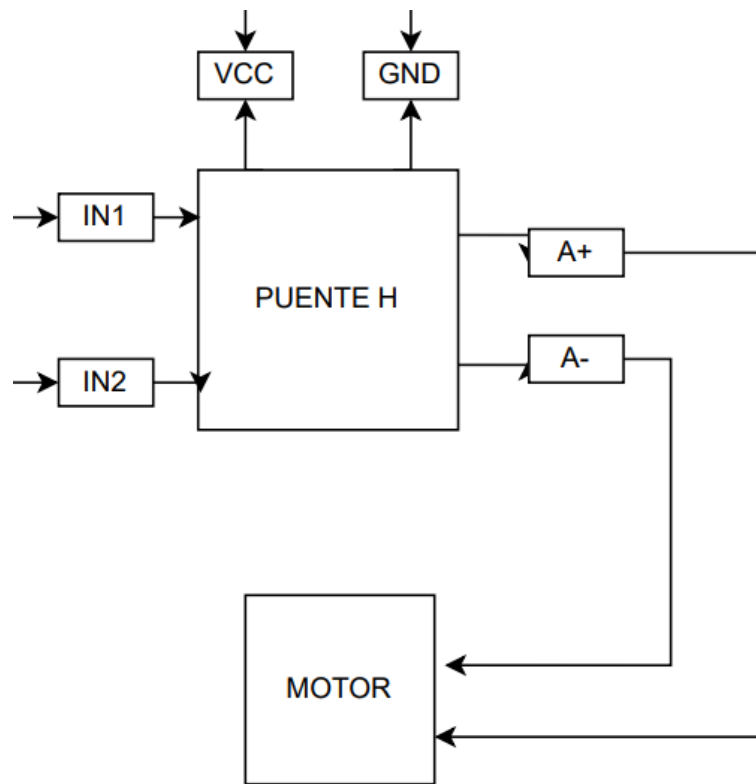 VCC
GND
IN1
A+
PUENTE H
A-
IN2
MOTOR